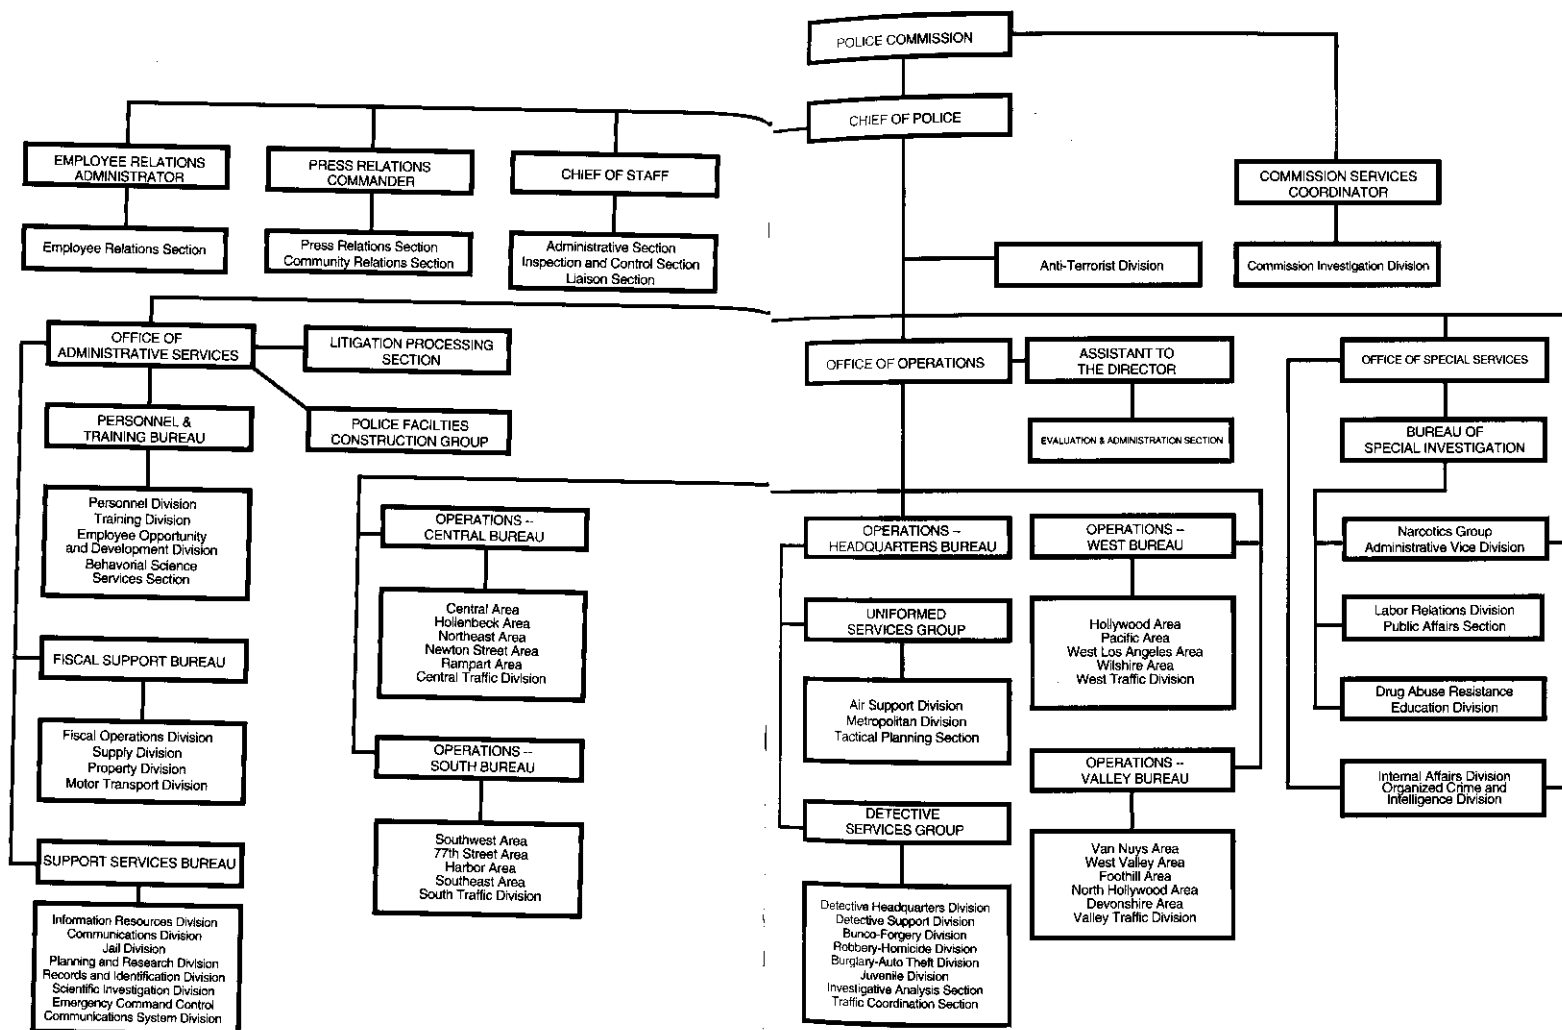 POLICE COMMISSION
CHIEF OF POLICE
EMPLOYEE RELATIONS
ADMINISTRATOR
PRESS RELATIONS
COMMANDER
CHIEF OF STAFF
COMMISSION SERVICES
COORDINATOR
Employee Relations Section
Press Relations Section
Community Relations Section
Administrative Section
Inspection and Control Section
Liaison Section
Anti-Terrorist Division
Commission Investigation Division
OFFICE OF
ADMINISTRATIVE SERVICES
LITIGATION PROCESSING
SECTION
OFFICE OF OPERATIONS
ASSISTANT TO
THE DIRECTOR
OFFICE OF SPECIAL SERVICES
PERSONNEL &
TRAINING BUREAU
POLICE FACILTIES
CONSTRUCTION GROUP
EVALUATION & ADMINISTRATION SECTION
BUREAU OF
SPECIAL INVESTIGATION
Personnel Division
Training Division
Employee Opportunity
and Development Division
Behavorial Science
Services Section
OPERATIONS --
CENTRAL BUREAU
OPERATIONS --
HEADQUARTERS BUREAU
OPERATIONS --
WEST BUREAU
Narcotics Group
Administrative Vice Division
Central Area
Hollenbeck Area
Northeast Area
Newton Street Area
Rampart Area
Central Traffic Division
UNIFORMED
SERVICES GROUP
Hollywood Area
Pacific Area
West Los Angeles Area
Wilshire Area
West Traffic Division
Labor Relations Division
Public Affairs Section
FISCAL SUPPORT BUREAU
Air Support Division
Metropolitan Division
Tactical Planning Section
Drug Abuse Resistance
Education Division
Fiscal Operations Division
Supply Division
Property Division
Motor Transport Division
OPERATIONS --
SOUTH BUREAU
OPERATIONS --
VALLEY BUREAU
Internal Affairs Division
Organized Crime and
Intelligence Division
DETECTIVE
SERVICES GROUP
SUPPORT SERVICES BUREAU
Southwest Area
77th Street Area
Harbor Area
Southeast Area
South Traffic Division
Van Nuys Area
West Valley Area
Foothill Area
North Hollywood Area
Devonshire Area
Valley Traffic Division
Information Resources Division
Communications Division
Jail Division
Planning and Research Division
Records and Identification Division
Scientific Investigation Division
Emergency Command Control
Communications System Division
Detective Headquarters Division
Detective Support Division
Bunco-Forgery Division
Robbery-Homicide Division
Burglary-Auto Theft Division
Juvenile Division
Investigative Analysis Section
Traffic Coordination Section